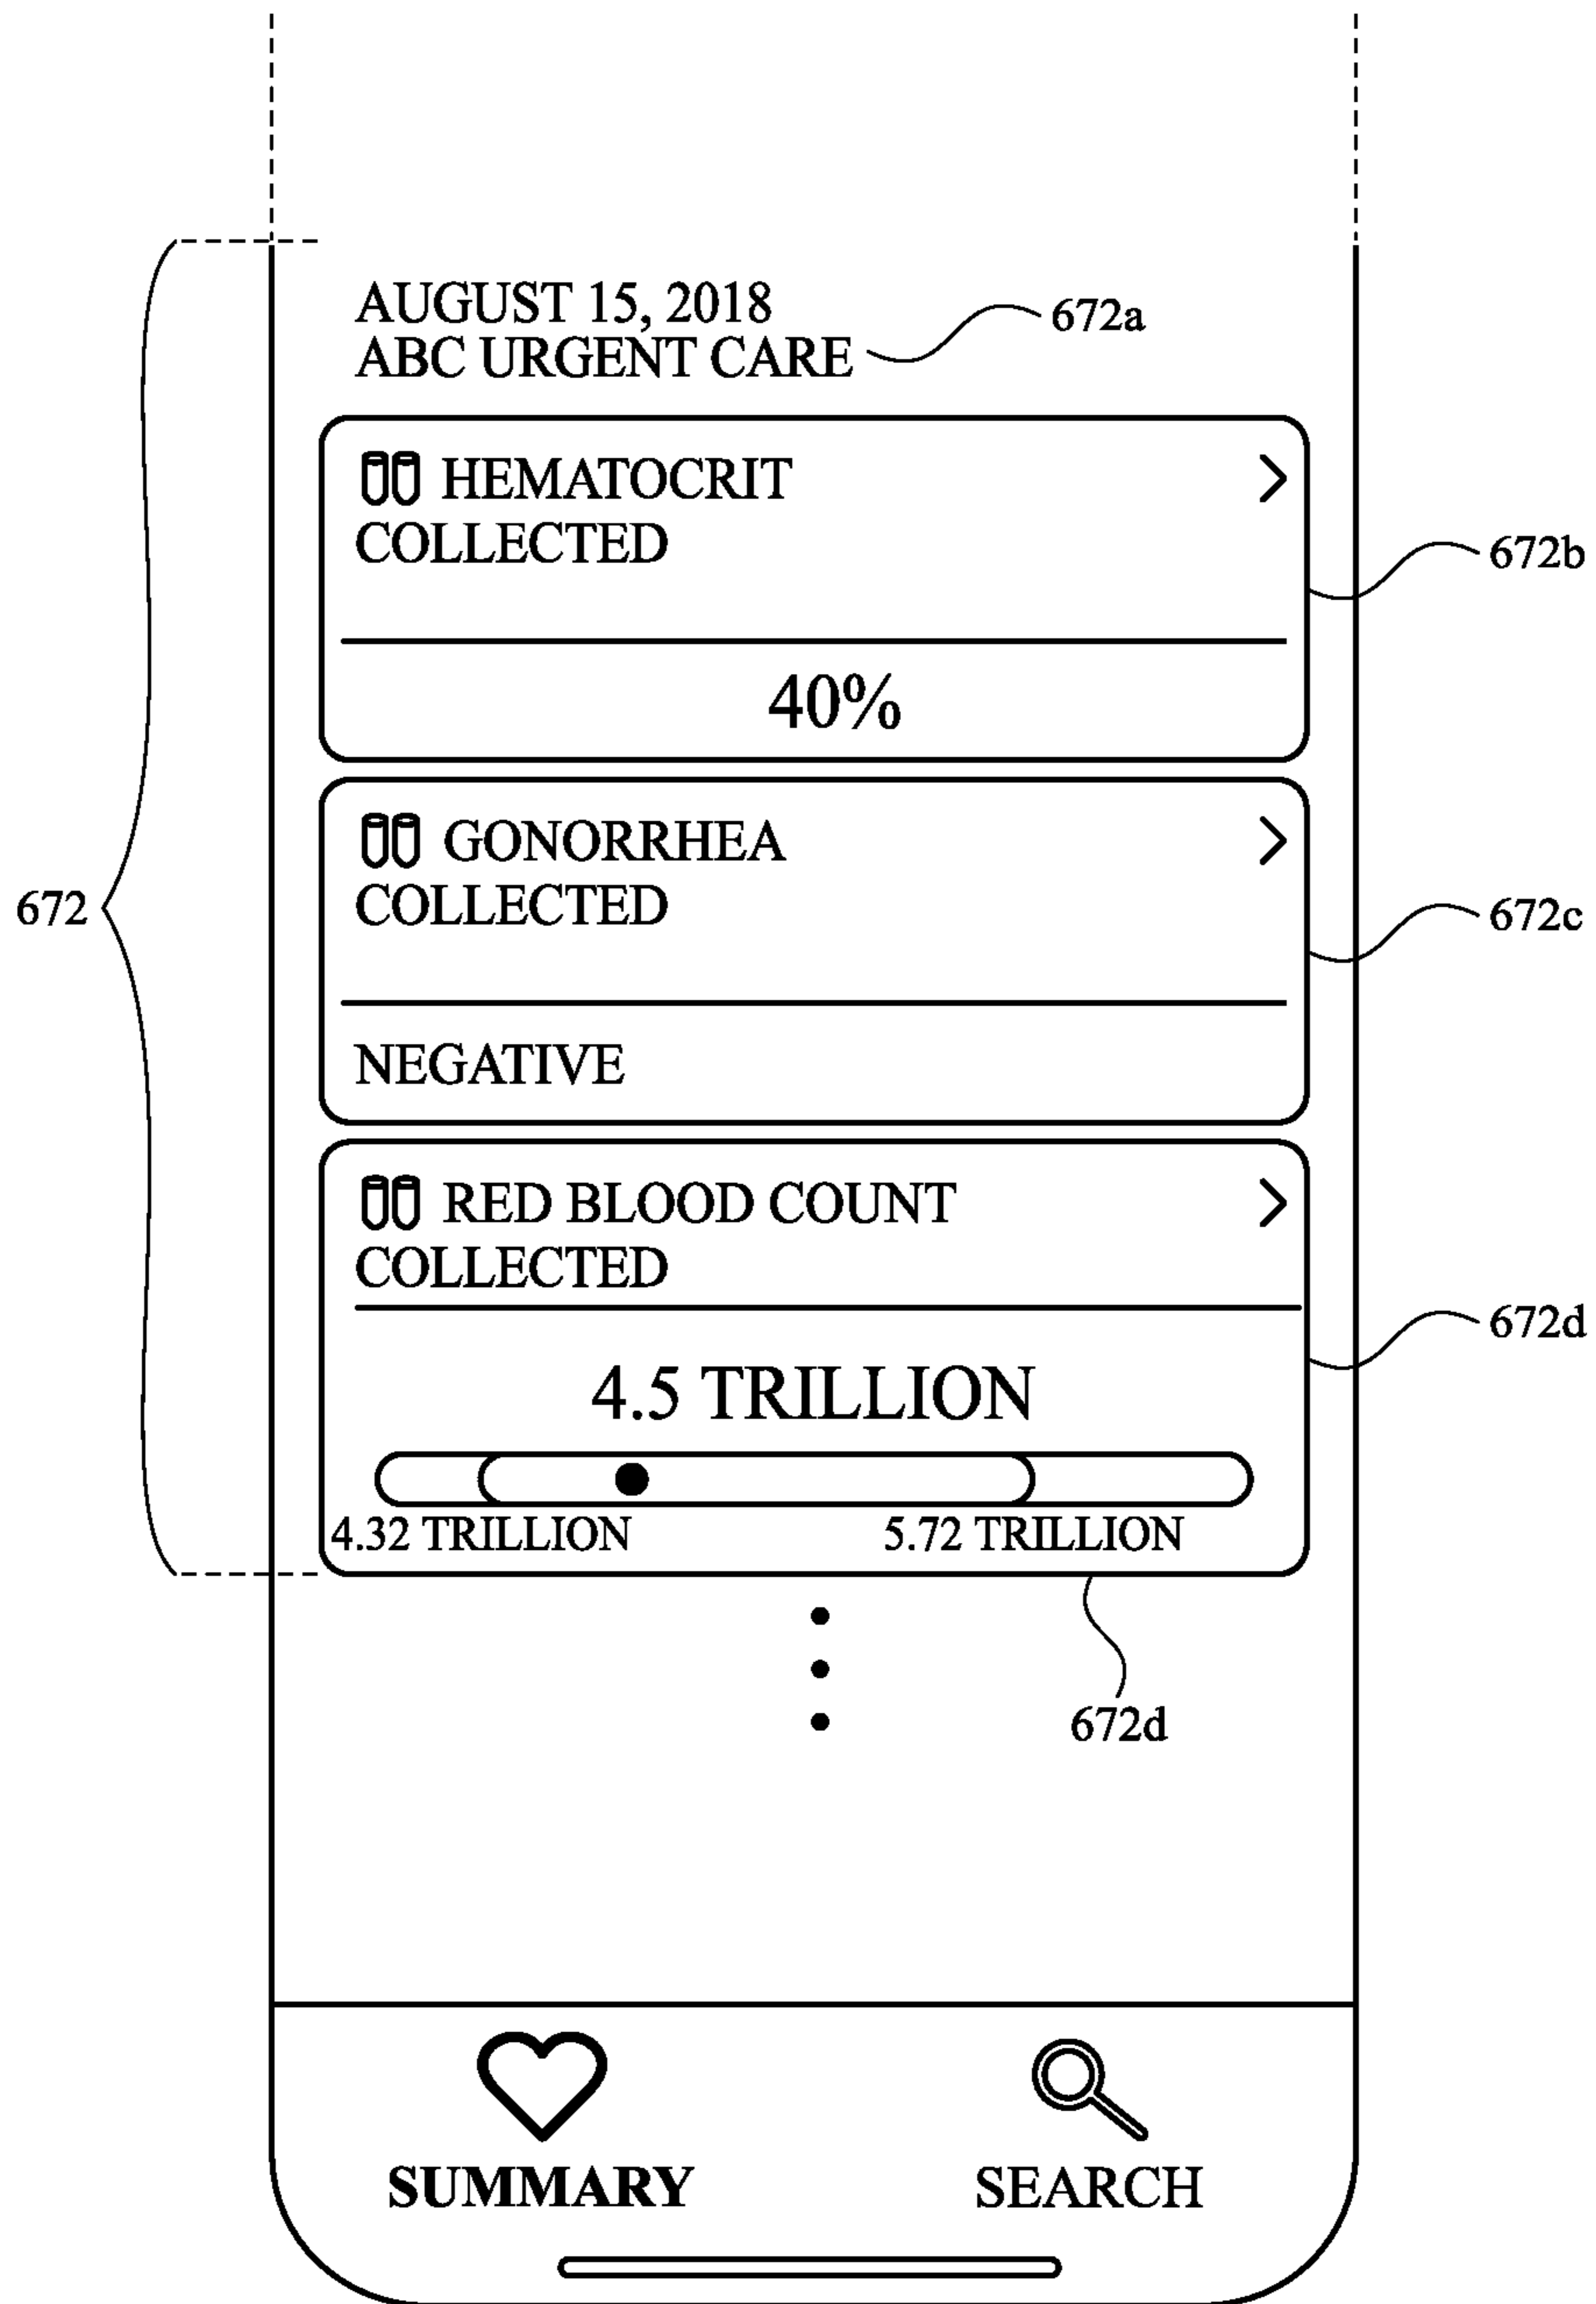 AUGUST 15, 2018
672a
ABC URGENT CARE
HEMATOCRIT
COLLECTED
672b
40%
GONORRHEA
COLLECTED
672
672c
NEGATIVE
RED BLOOD COUNT
COLLECTED
672d
4.5 TRILLION
4.32 TRILLION 5.72 TRILLION
672d
SUMMARY SEARCH